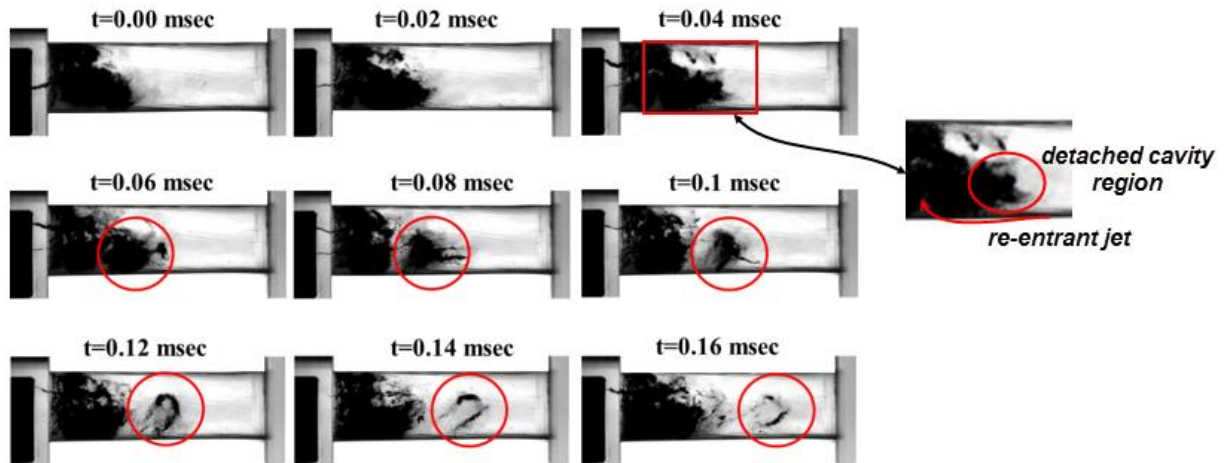 t=0.00 msec
t=0.02 msec
t=0.04 msec
detached cavity
region
re-entrant jet
t=0.06 msec
t=0.08 msec
t=0.1 msec
t=0.12 msec
t=0.14 msec
t=0.16 msec